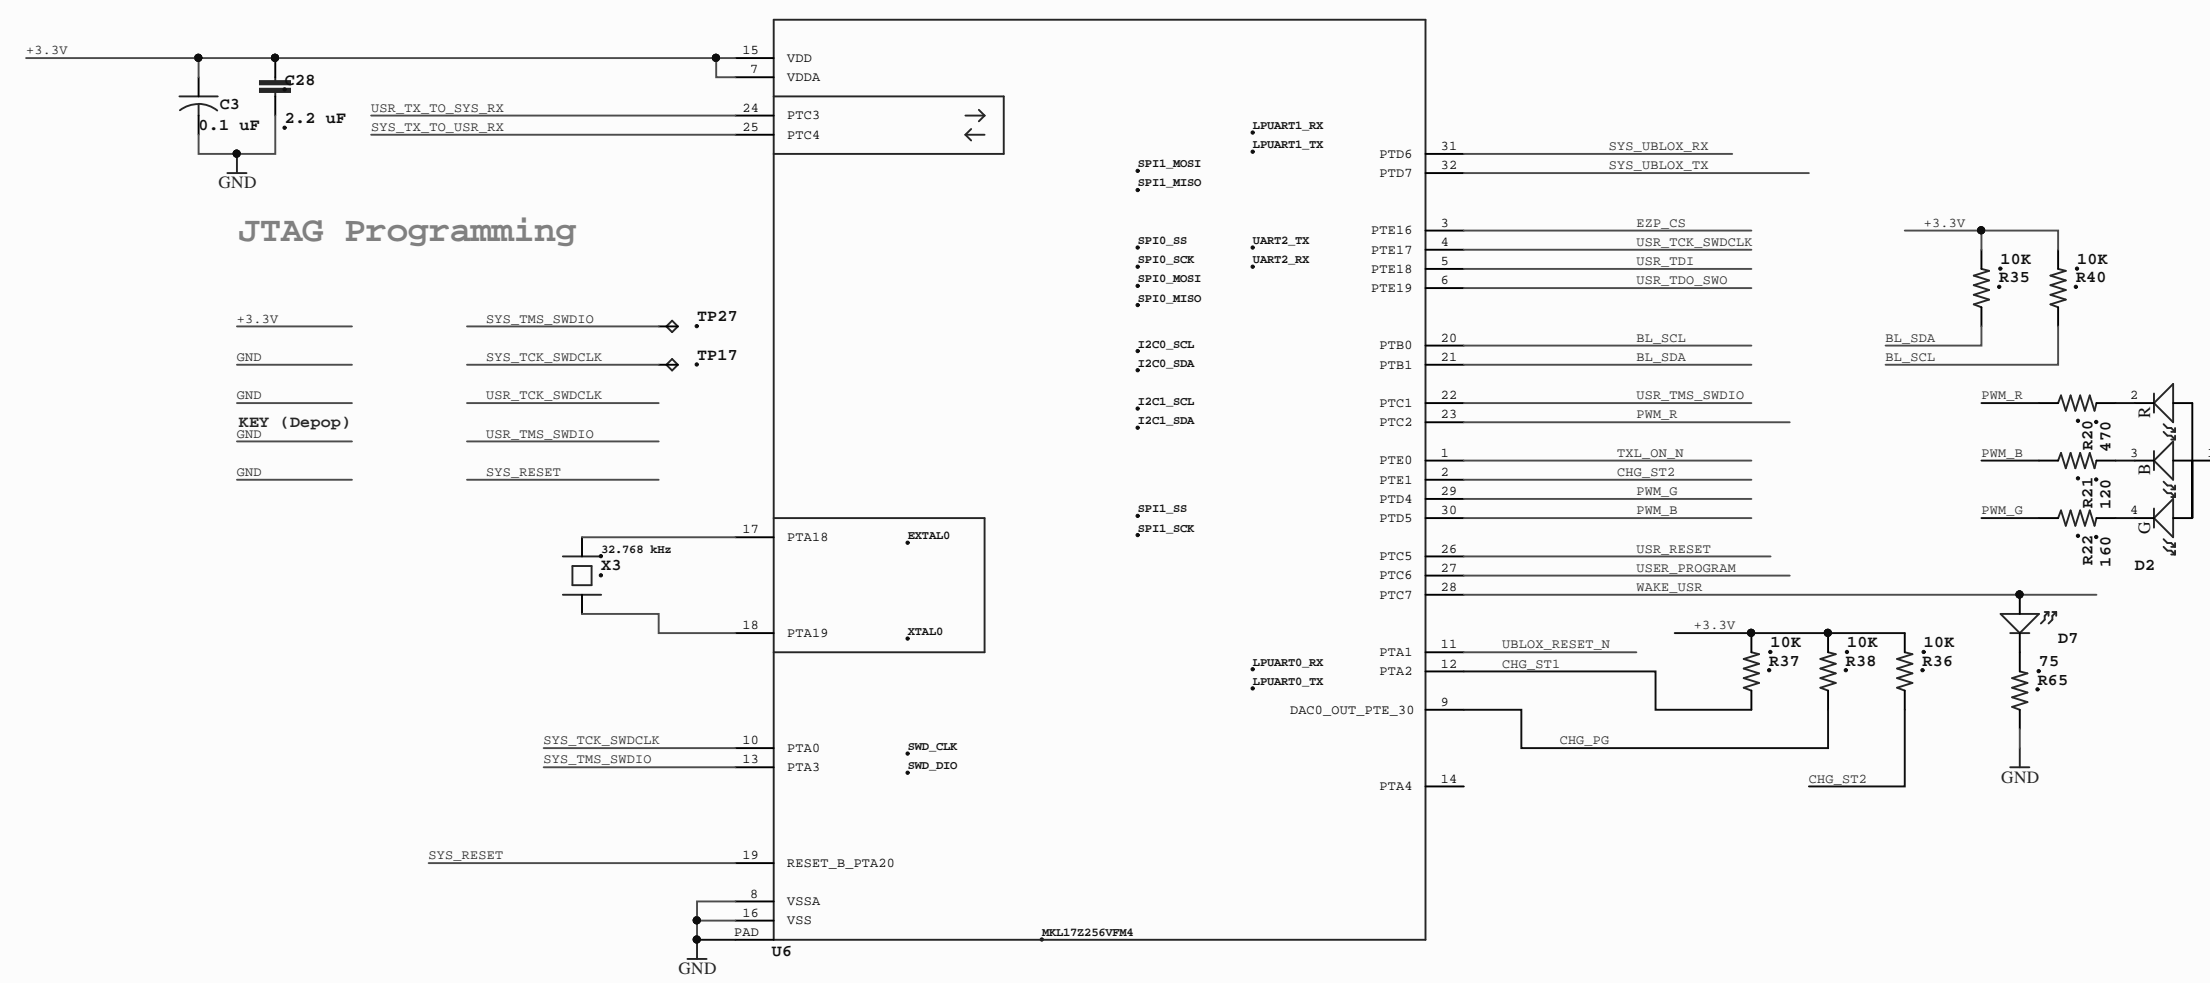 +3.3V
C28
C3
0.1 uF
2.2 uF
GND
USR_TX_TO_SYS_RX
SYS_TX_TO_USR_RX
JTAG Programming
+3.3V
GND
GND
KEY (Depop)
GND
GND
SYS_TMS_SWDIO
TP27
SYS_TCK_SWDCLK
TP17
USR_TCK_SWDCLK
USR_TMS_SWDIO
SYS_RESET
32.768 kHz
X3
SYS_TCK_SWDCLK
SYS_TMS_SWDIO
SYS_RESET
15 VDD
7 VDDA
24 PTC3
25 PTC4
17 PTA18 EXTAL0
18 PTA19 XTAL0
10 PTA0 SWD_CLK
13 PTA3 SWD_DIO
19 RESET_B_PTA20
8 VSSA
16 VSS
PAD
U6
GND
MKL17Z256VFM4
LPUART1_RX
LPUART1_TX
SPI1_MOSI
SPI1_MISO
SPI0_SS UART2_TX
SPI0_SCK UART2_RX
SPI0_MOSI
SPI0_MISO
I2C0_SCL
I2C0_SDA
I2C1_SCL
I2C1_SDA
SPI1_SS
SPI1_SCK
LPUART0_RX
LPUART0_TX
PTD6 31 SYS_UBLOX_RX
PTD7 32 SYS_UBLOX_TX
PTE16 3 EZP_CS
PTE17 4 USR_TCK_SWDCLK
PTE18 5 USR_TDI
PTE19 6 USR_TDO_SWO
PTB0 20 BL_SCL
PTB1 21 BL_SDA
PTC1 22 USR_TMS_SWDIO
PTC2 23 PWM_R
PTE0 1 TXL_ON_N
PTE1 2 CHG_ST2
PTD4 29 PWM_G
PTD5 30 PWM_B
PTC5 26 USR_RESET
PTC6 27 USER_PROGRAM
PTC7 28 WAKE_USR
PTA1 11 UBLOX_RESET_N
PTA2 12 CHG_ST1
DAC0_OUT_PTE_30 9
CHG_PG
PTA4 14
+3.3V
10K
R35
10K
R40
BL_SDA
BL_SCL
PWM_R
R20
470
2
R
PWM_B
R21
120
3
B
PWM_G
R22
160
4
G
D2
+3.3V
10K
R37
10K
R38
10K
R36
CHG_ST2
D7
75
R65
GND